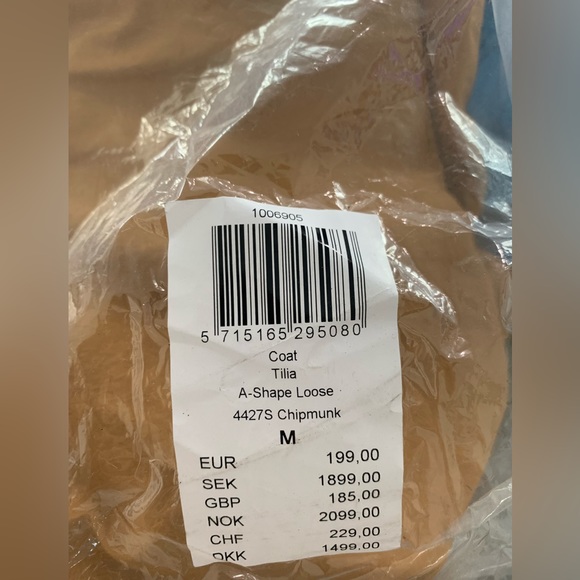 1006905
5 715165 295080
Coat
Tilia
A-Shape Loose
4427S Chipmunk
M
EUR 199,00
SEK 1899,00
GBP 185,00
NOK 2099,00
CHF 229,00
DKK 1499,00